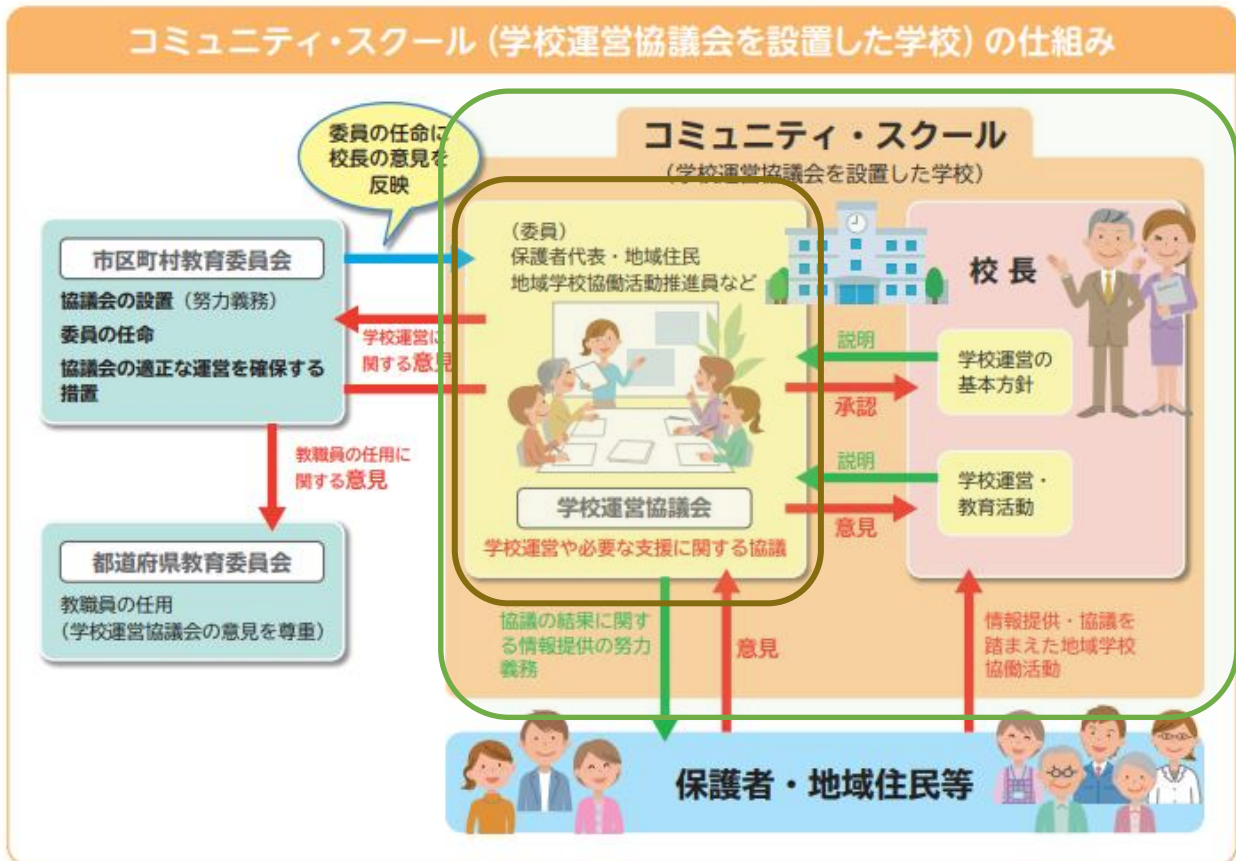 コミュニティ・スクール（学校運営協議会を設置した学校）の仕組み
委員の任命に
校長の意見を
反映
コミュニティ・スクール
（学校運営協議会を設置した学校）
市区町村教育委員会
協議会の設置（努力義務）
委員の任命
協議会の適正な運営を確保する
措置
学校運営に
関する意見
（委員）
保護者代表・地域住民
地域学校協働活動推進員など
学校運営協議会
学校運営や必要な支援に関する協議
校長
説明
学校運営の
基本方針
承認
説明
学校運営・
教育活動
意見
教職員の任用に
関する意見
都道府県教育委員会
教職員の任用
（学校運営協議会の意見を尊重）
協議の結果に関す
る情報提供の努力
義務
意見
情報提供・協議を
踏まえた地域学校
協働活動
保護者・地域住民等